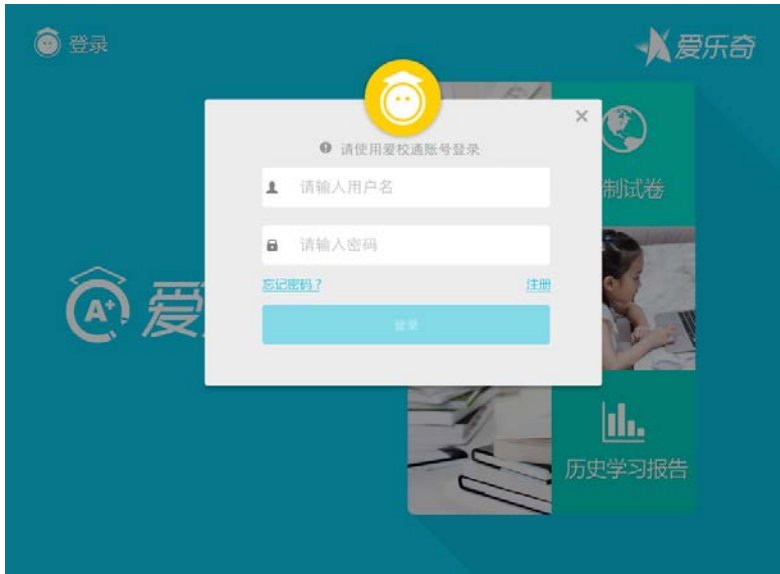 登录
爱乐奇
请使用爱校通账号登录
请输入用户名
制试卷
请输入密码
忘记密码？
注册
A+
爱
登录
历史学习报告